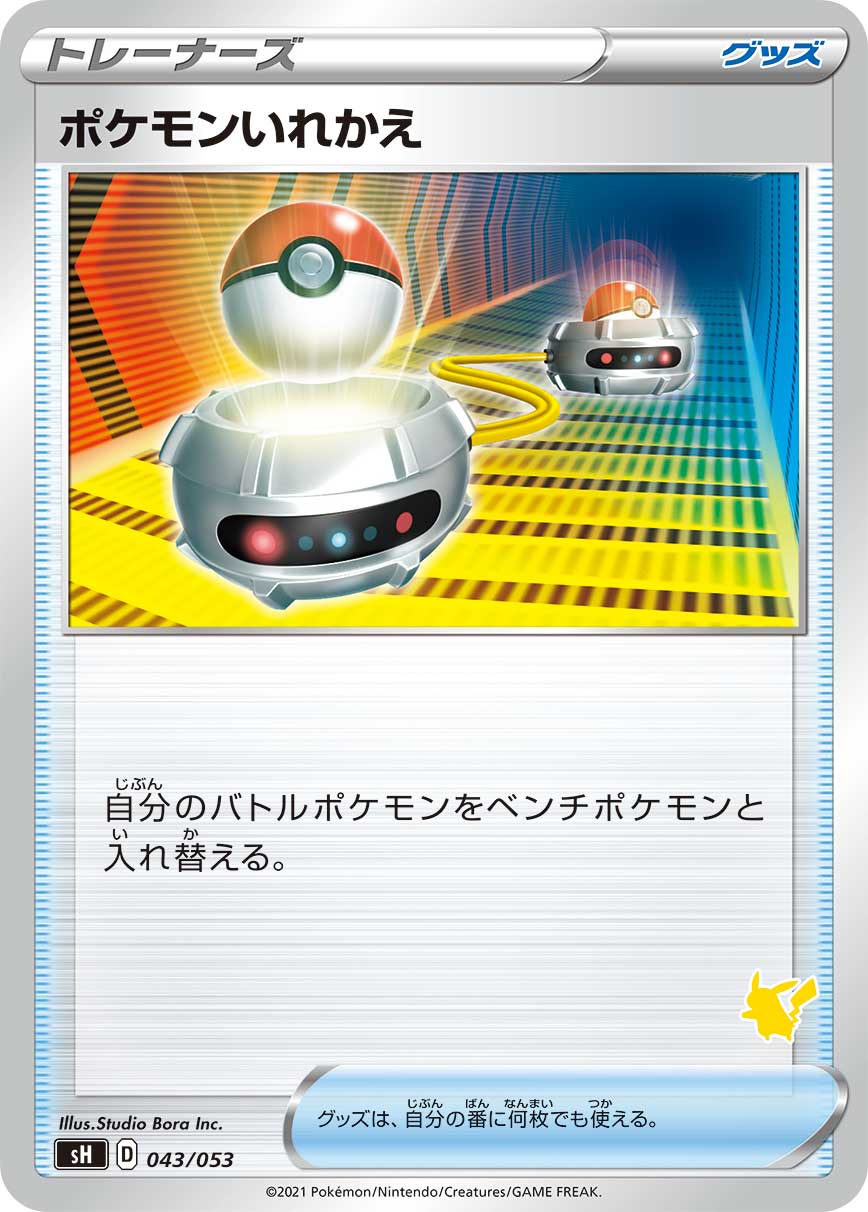 トレーナーズ
グッズ
ポケモンいれかえ
じぶん
自分のバトルポケモンをベンチポケモンと
い か
入れ替える。
Illus.Studio Bora Inc.
じぶん ばん なんまい つか
グッズは、自分の番に何枚でも使える。
sH D 043/053
©2021 Pokémon/Nintendo/Creatures/GAME FREAK.